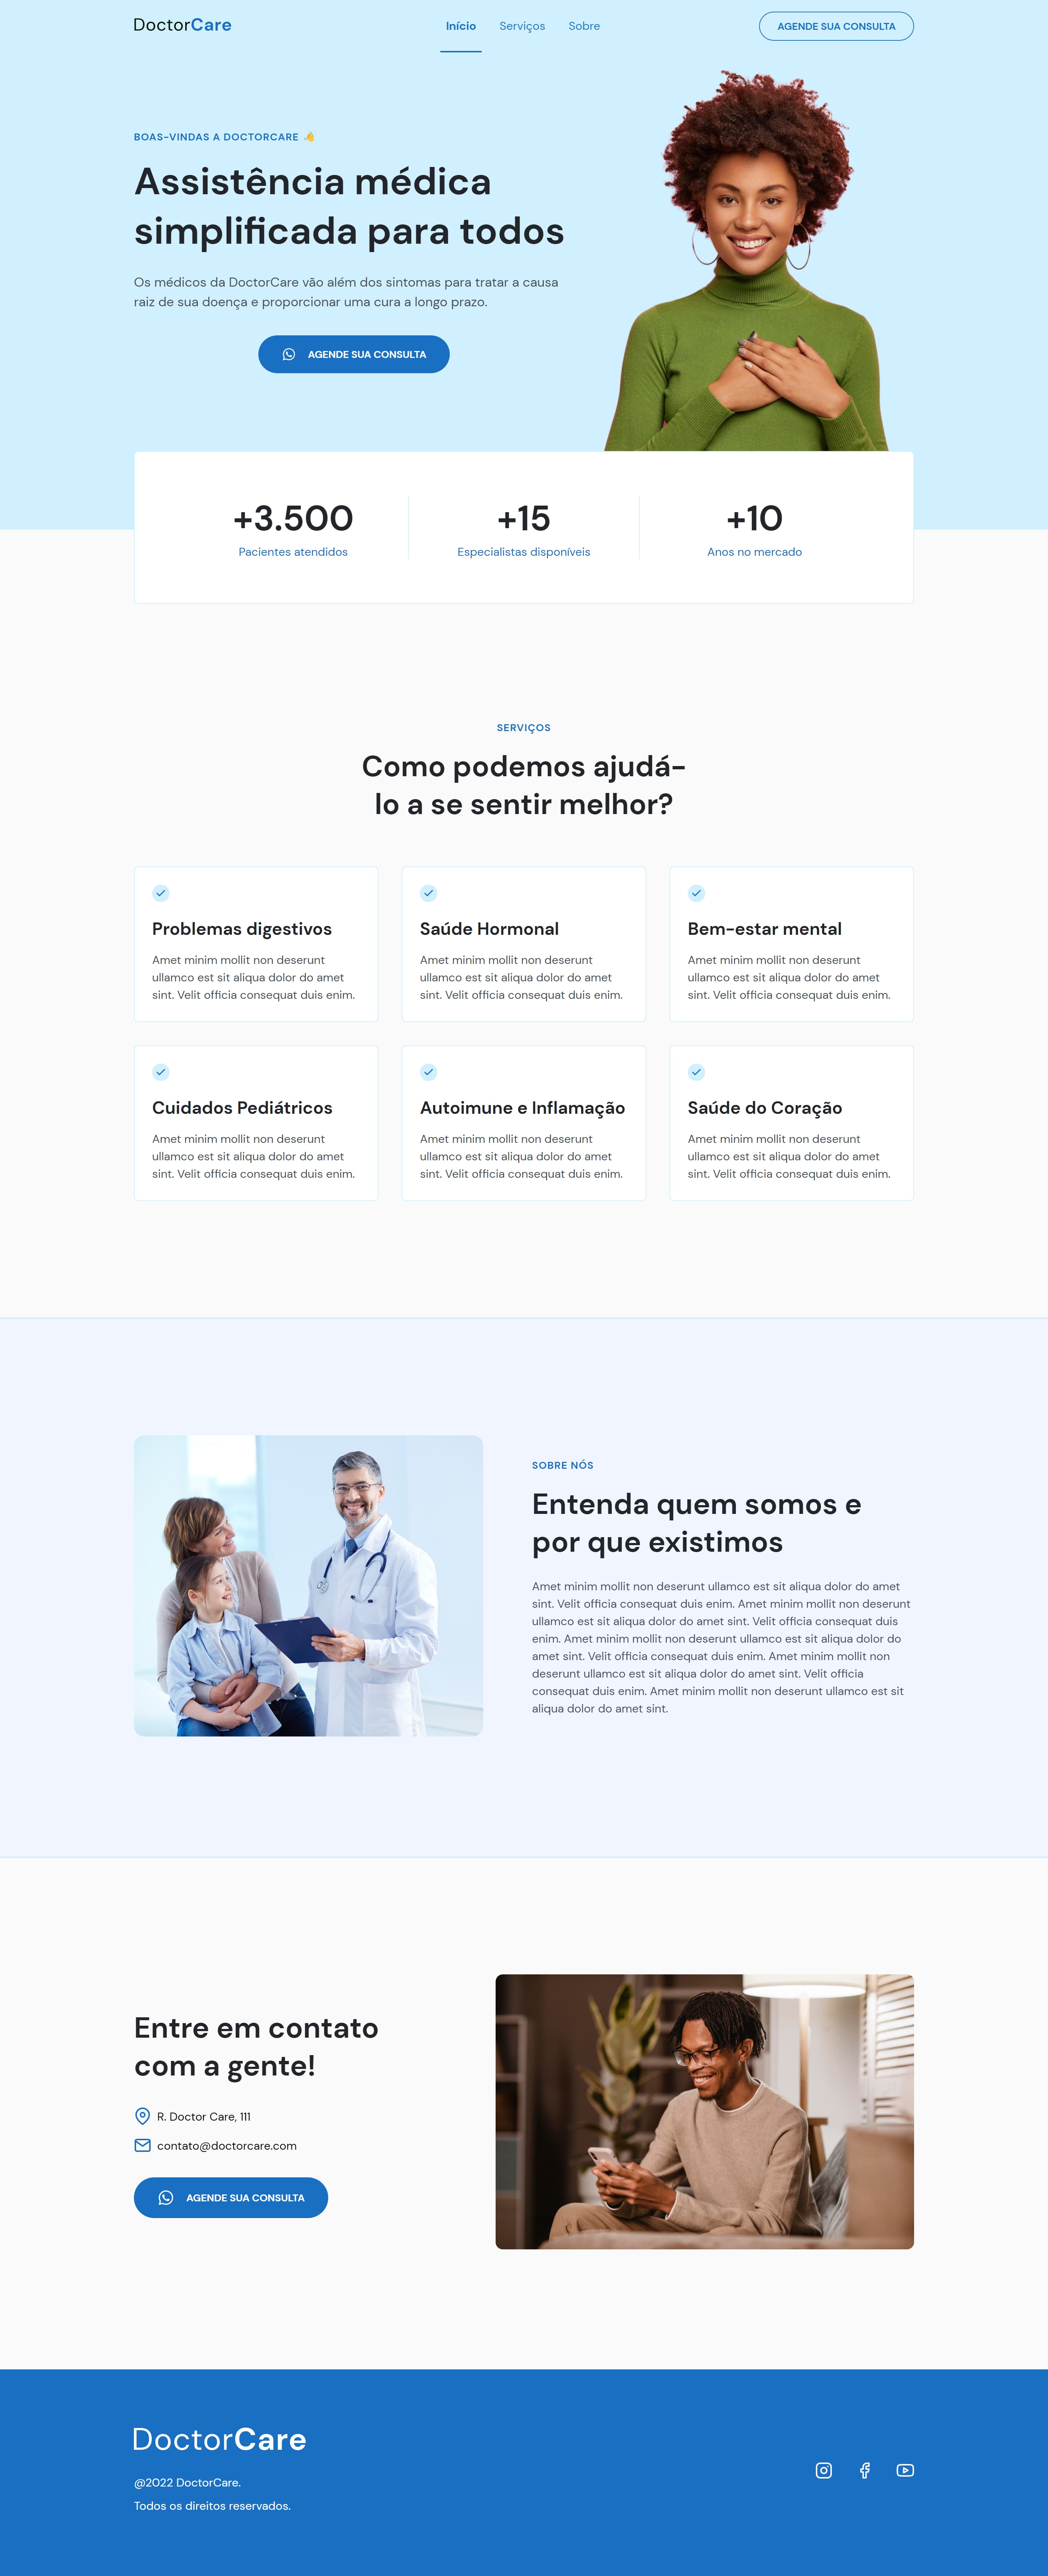 DoctorCare
Início
Serviços
Sobre
AGENDE SUA CONSULTA
BOAS-VINDAS A DOCTORCARE 👋
Assistência médica
simplificada para todos
Os médicos da DoctorCare vão além dos sintomas para tratar a causa
raiz de sua doença e proporcionar uma cura a longo prazo.
AGENDE SUA CONSULTA
+3.500
Pacientes atendidos
+15
Especialistas disponíveis
+10
Anos no mercado
SERVIÇOS
Como podemos ajudá-
lo a se sentir melhor?
Problemas digestivos
Amet minim mollit non deserunt
ullamco est sit aliqua dolor do amet
sint. Velit officia consequat duis enim.
Saúde Hormonal
Amet minim mollit non deserunt
ullamco est sit aliqua dolor do amet
sint. Velit officia consequat duis enim.
Bem-estar mental
Amet minim mollit non deserunt
ullamco est sit aliqua dolor do amet
sint. Velit officia consequat duis enim.
Cuidados Pediátricos
Amet minim mollit non deserunt
ullamco est sit aliqua dolor do amet
sint. Velit officia consequat duis enim.
Autoimune e Inflamação
Amet minim mollit non deserunt
ullamco est sit aliqua dolor do amet
sint. Velit officia consequat duis enim.
Saúde do Coração
Amet minim mollit non deserunt
ullamco est sit aliqua dolor do amet
sint. Velit officia consequat duis enim.
SOBRE NÓS
Entenda quem somos e
por que existimos
Amet minim mollit non deserunt ullamco est sit aliqua dolor do amet
sint. Velit officia consequat duis enim. Amet minim mollit non deserunt
ullamco est sit aliqua dolor do amet sint. Velit officia consequat duis
enim. Amet minim mollit non deserunt ullamco est sit aliqua dolor do
amet sint. Velit officia consequat duis enim. Amet minim mollit non
deserunt ullamco est sit aliqua dolor do amet sint. Velit officia
consequat duis enim. Amet minim mollit non deserunt ullamco est sit
aliqua dolor do amet sint.
Entre em contato
com a gente!
R. Doctor Care, 111
contato@doctorcare.com
AGENDE SUA CONSULTA
DoctorCare
@2022 DoctorCare.
Todos os direitos reservados.